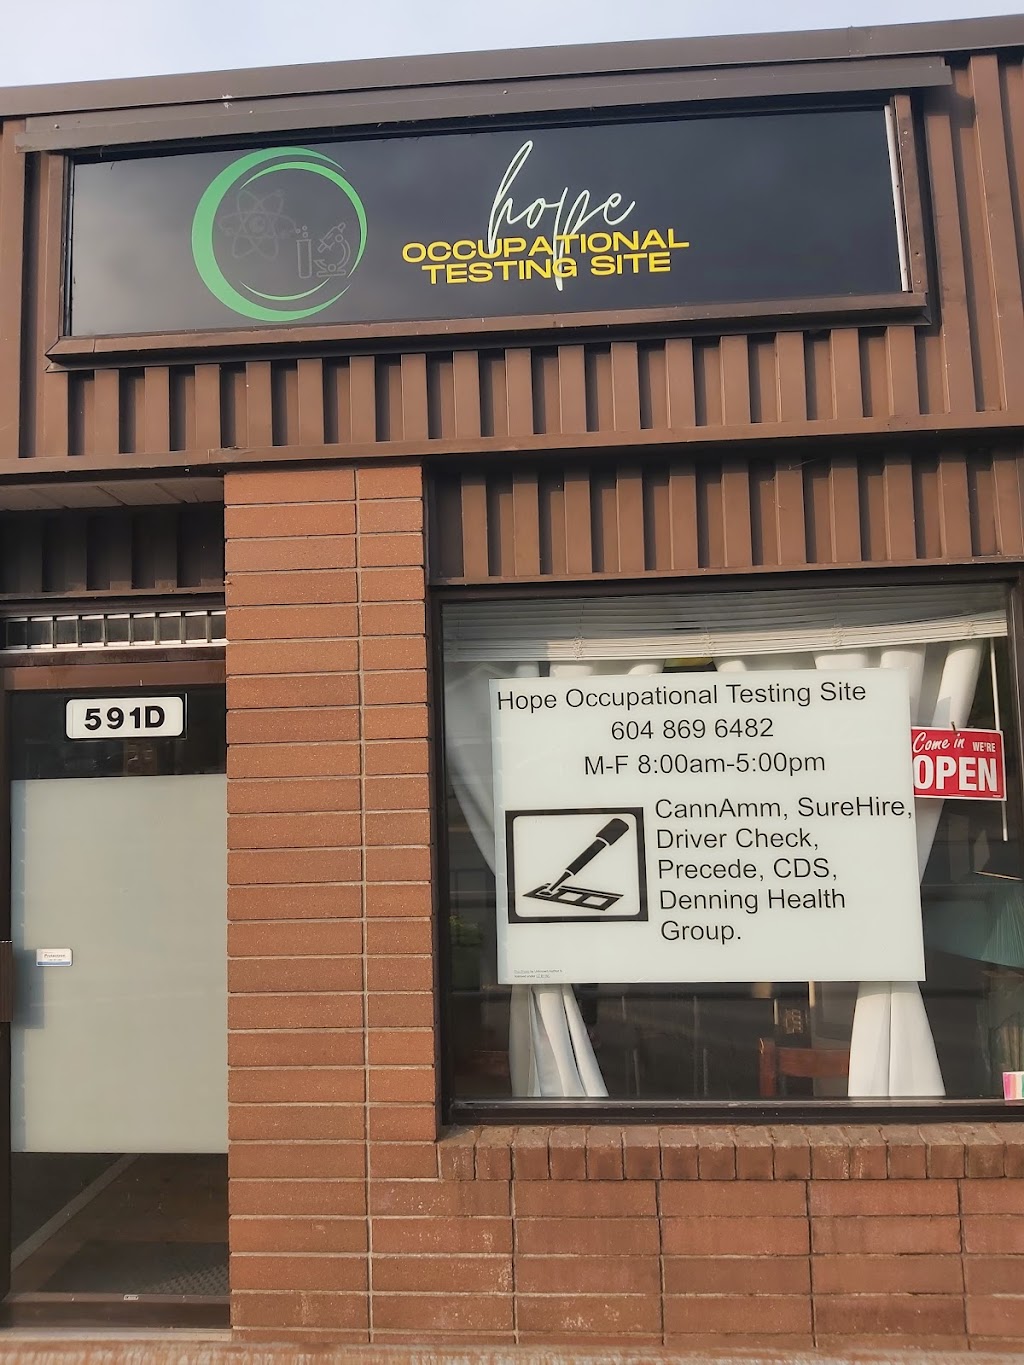 hope
OCCUPATIONAL
TESTING SITE
591D
Hope Occupational Testing Site
604 869 6482
M-F 8:00am-5:00pm
CannAmm, SureHire,
Driver Check,
Precede, CDS,
Denning Health
Group.
Come in WE'RE
OPEN